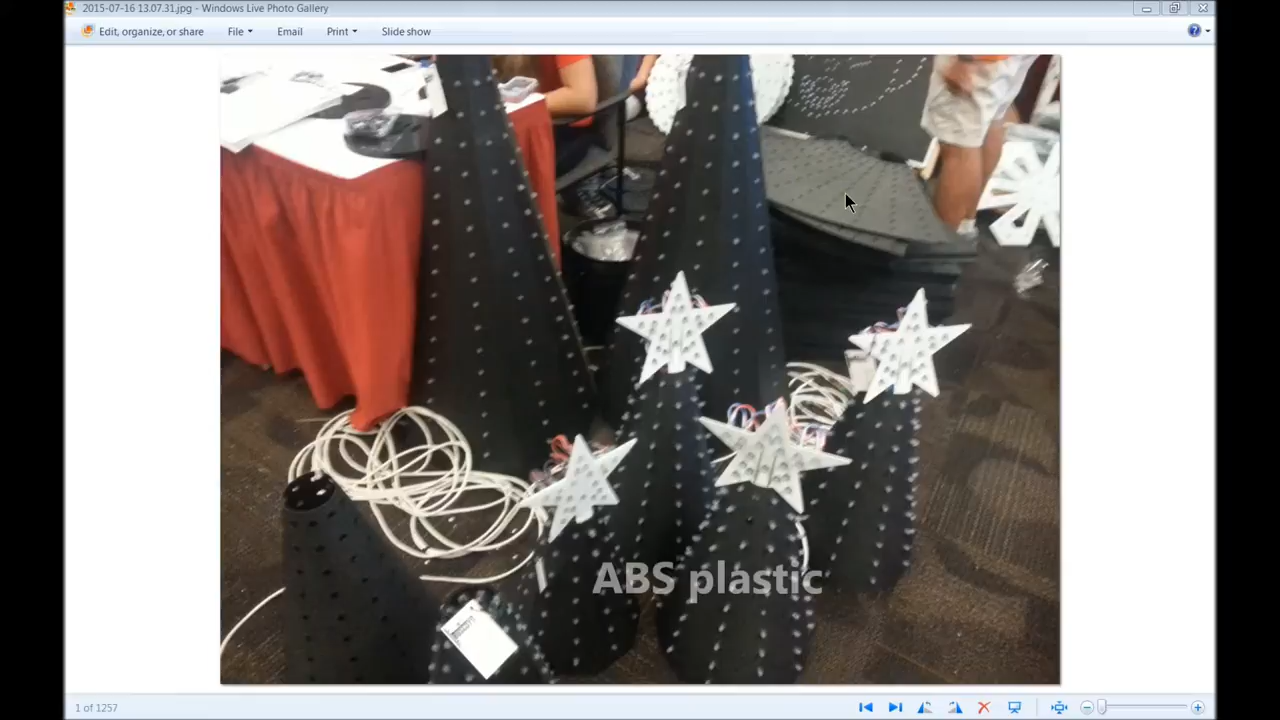 2015-07-16 13.07.31.jpg - Windows Live Photo Gallery
Edit, organize, or share File Email Print Slide show
ABS plastic
1 of 1257